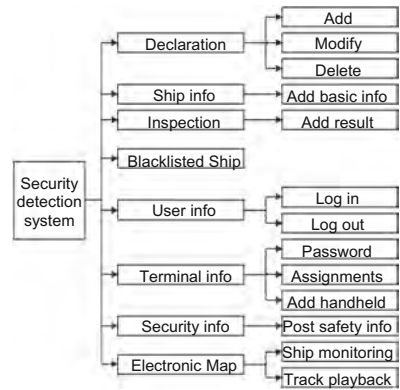 Security
detection
system
Declaration
Add
Modify
Delete
Ship info
Add basic info
Inspection
Add result
Blacklisted Ship
User info
Log in
Log out
Terminal info
Password
Assignments
Add handheld
Security info
Post safety info
Electronic Map
Ship monitoring
Track playback